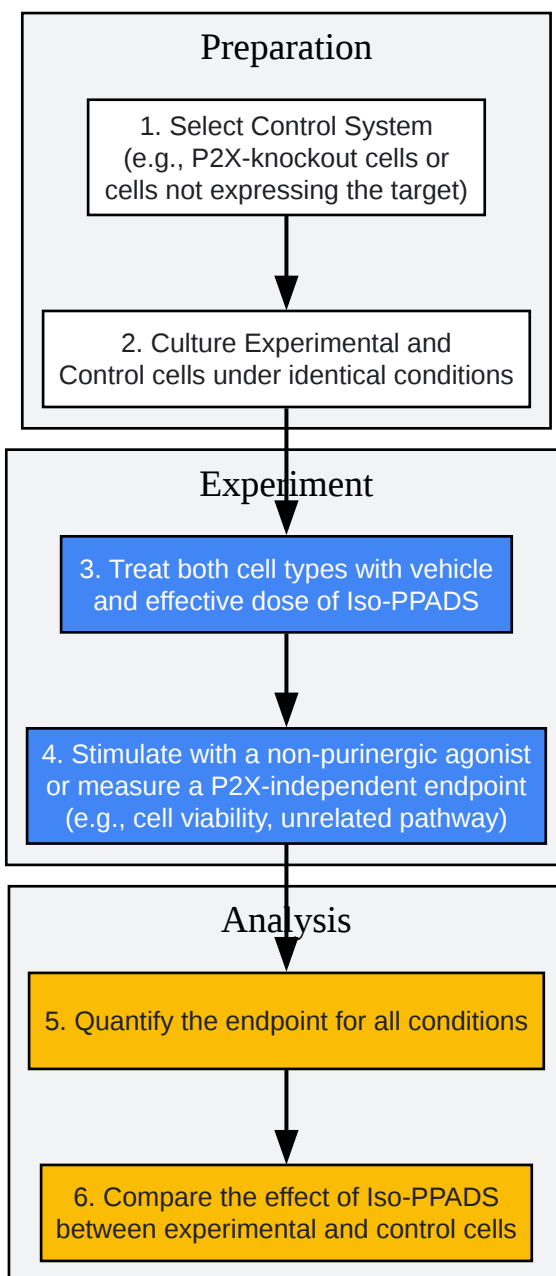 Preparation
1. Select Control System
(e.g., P2X-knockout cells or
cells not expressing the target)
2. Culture Experimental and
Control cells under identical conditions
Experiment
3. Treat both cell types with vehicle
and effective dose of Iso-PPADS
4. Stimulate with a non-purinergic agonist
or measure a P2X-independent endpoint
(e.g., cell viability, unrelated pathway)
Analysis
5. Quantify the endpoint for all conditions
6. Compare the effect of Iso-PPADS
between experimental and control cells